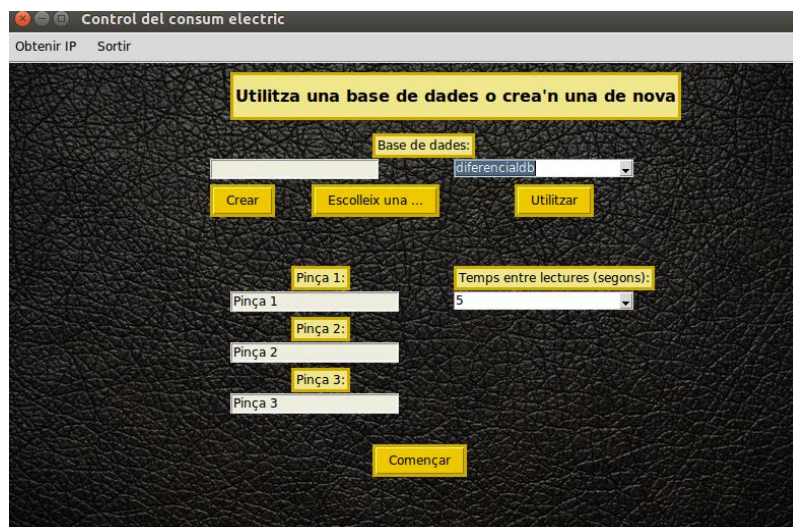 Control del consum electric
Obtenir IP Sortir
Utilitza una base de dades o crea'n una de nova
Base de dades:
diferencialdb
Crear Escolleix una ... Utilitzar
Pinça 1: Temps entre lectures (segons):
Pinça 1 5
Pinça 2:
Pinça 2
Pinça 3:
Pinça 3
Començar